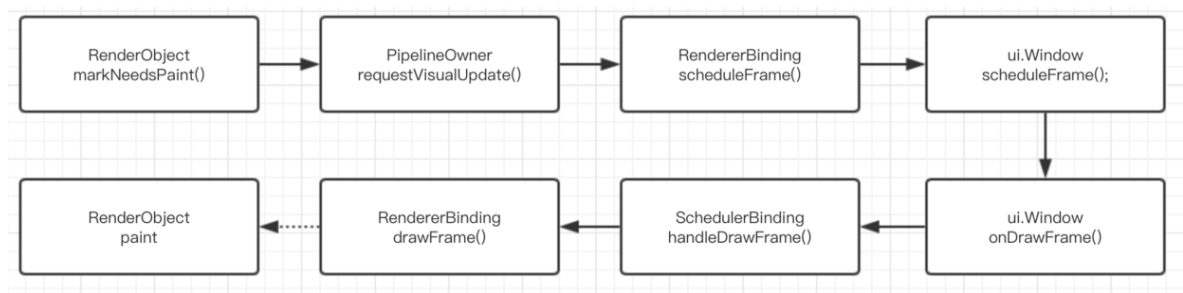 RenderObject
markNeedsPaint()
PipelineOwner
requestVisualUpdate()
RendererBinding
scheduleFrame()
ui.Window
scheduleFrame();
RenderObject
paint
RendererBinding
drawFrame()
SchedulerBinding
handleDrawFrame()
ui.Window
onDrawFrame()